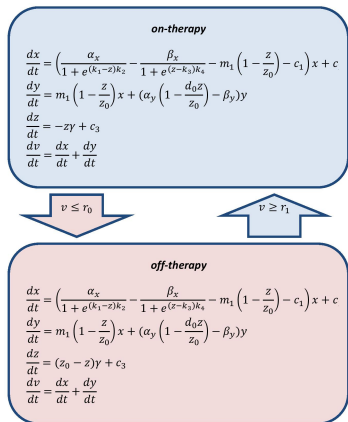 on-therapy
dx/dt = (α_x/(1 + e^{(k_1−z)k_2}) − β_x/(1 + e^{(z−k_3)k_4}) − m_1(1 − z/z_0) − c_1)x + c
dy/dt = m_1(1 − z/z_0)x + (α_y(1 − d_0z/z_0) − β_y)y
dz/dt = −zγ + c_3
dv/dt = dx/dt + dy/dt
v ≤ r_0
v ≥ r_1
off-therapy
dx/dt = (α_x/(1 + e^{(k_1−z)k_2}) − β_x/(1 + e^{(z−k_3)k_4}) − m_1(1 − z/z_0) − c_1)x + c
dy/dt = m_1(1 − z/z_0)x + (α_y(1 − d_0z/z_0) − β_y)y
dz/dt = (z_0 − z)γ + c_3
dv/dt = dx/dt + dy/dt